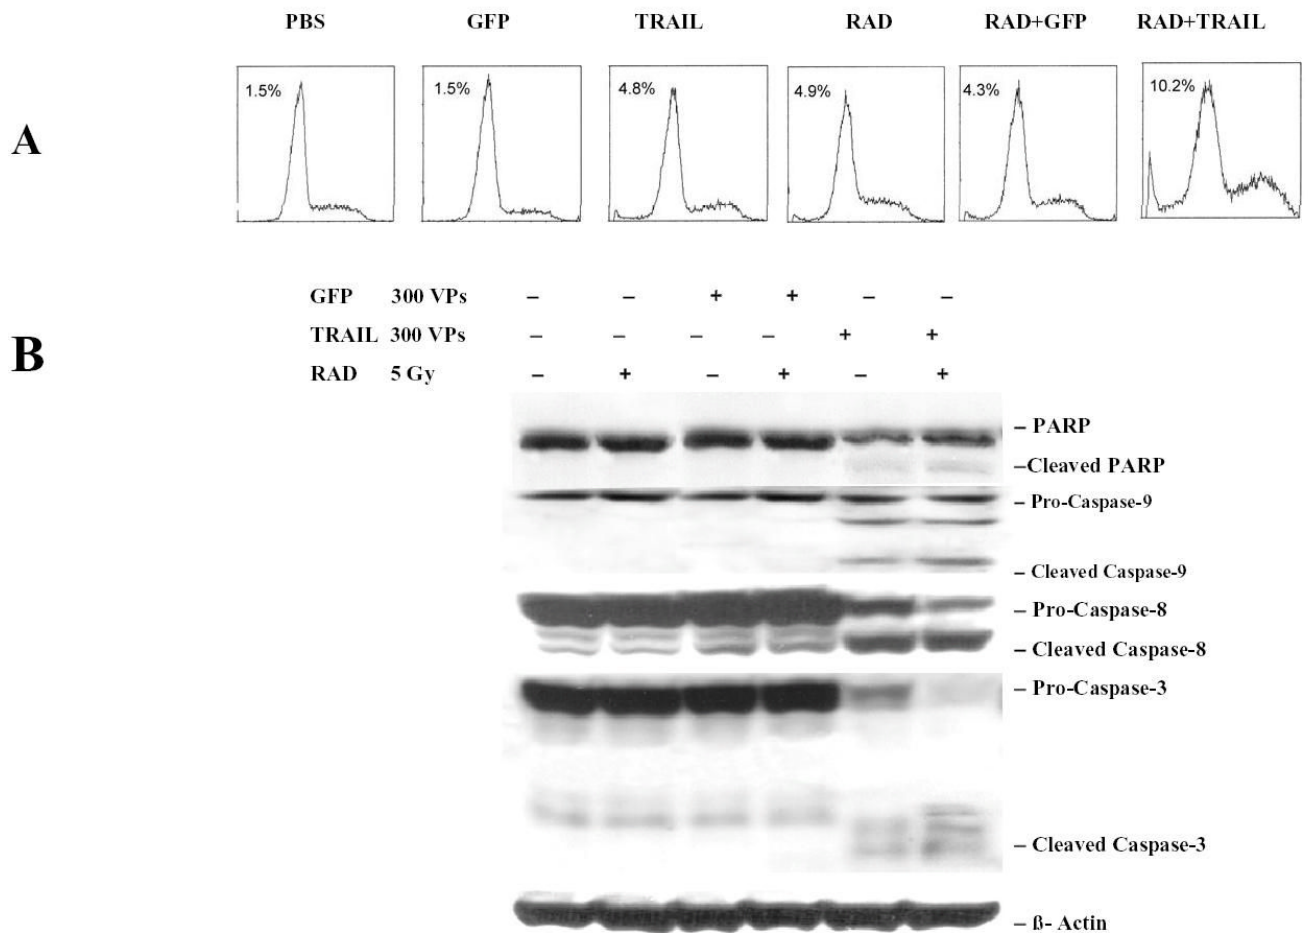 PBS GFP TRAIL RAD RAD+GFP RAD+TRAIL
1.5% 1.5% 4.8% 4.9% 4.3% 10.2%
A
GFP 300 VPs – – + + – –
TRAIL 300 VPs – – – – + +
B
RAD 5 Gy – + – + – +
– PARP
–Cleaved PARP
– Pro-Caspase-9
– Cleaved Caspase-9
– Pro-Caspase-8
– Cleaved Caspase-8
– Pro-Caspase-3
– Cleaved Caspase-3
– ß- Actin